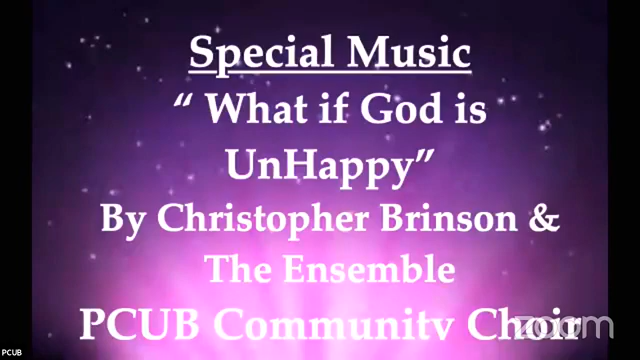 Special Music
“ What if God is
UnHappy”
By Christopher Brinson &
The Ensemble
PCUB Community Choir
zoom
PCUB